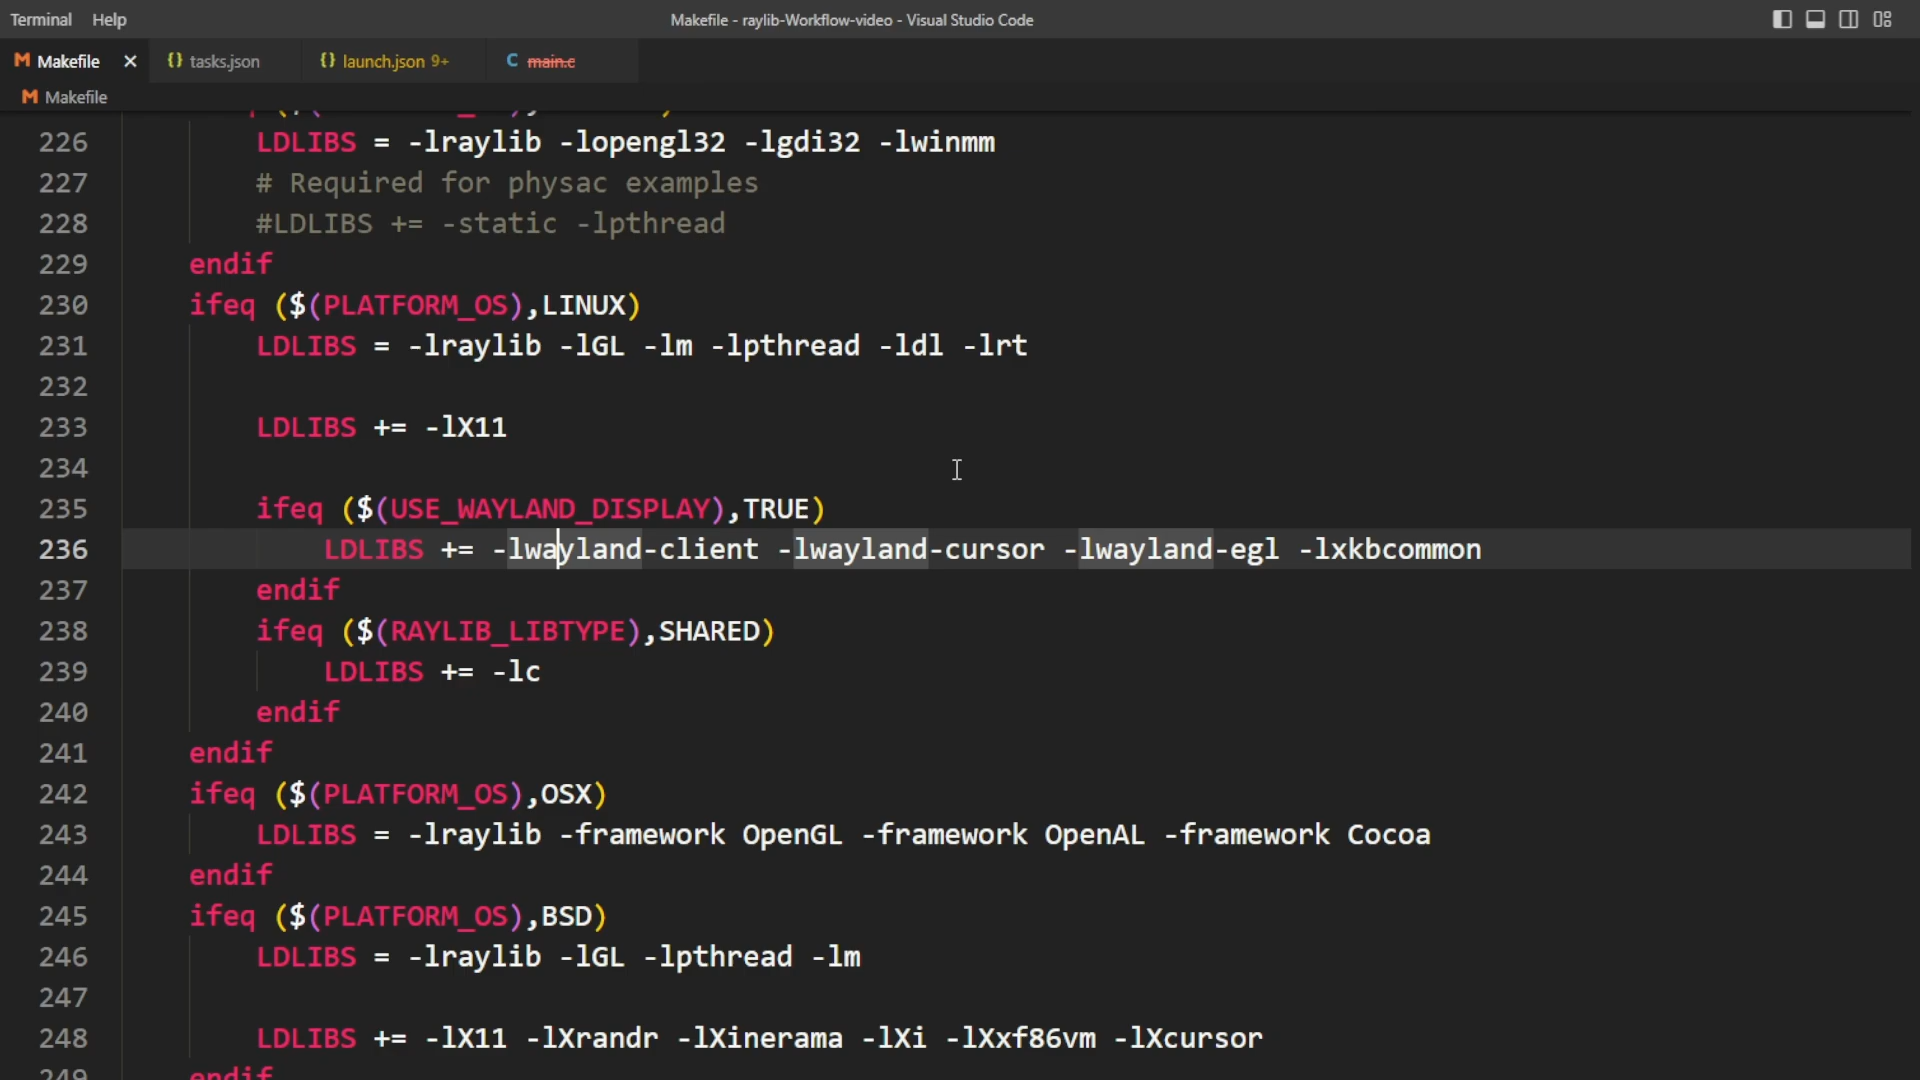 Terminal Help Makefile - raylib-Workflow-video - Visual Studio Code
Makefile tasks.json launch.json 9+ main.c
Makefile
226 LDLIBS = -lraylib -lopengl32 -lgdi32 -lwinmm
227 # Required for physac examples
228 #LDLIBS += -static -lpthread
229 endif
230 ifeq ($(PLATFORM_OS),LINUX)
231 LDLIBS = -lraylib -lGL -lm -lpthread -ldl -lrt
232
233 LDLIBS += -lX11
234
235 ifeq ($(USE_WAYLAND_DISPLAY),TRUE)
236 LDLIBS += -lwayland-client -lwayland-cursor -lwayland-egl -lxkbcommon
237 endif
238 ifeq ($(RAYLIB_LIBTYPE),SHARED)
239 LDLIBS += -lc
240 endif
241 endif
242 ifeq ($(PLATFORM_OS),OSX)
243 LDLIBS = -lraylib -framework OpenGL -framework OpenAL -framework Cocoa
244 endif
245 ifeq ($(PLATFORM_OS),BSD)
246 LDLIBS = -lraylib -lGL -lpthread -lm
247
248 LDLIBS += -lX11 -lXrandr -lXinerama -lXi -lXxf86vm -lXcursor
249 endif